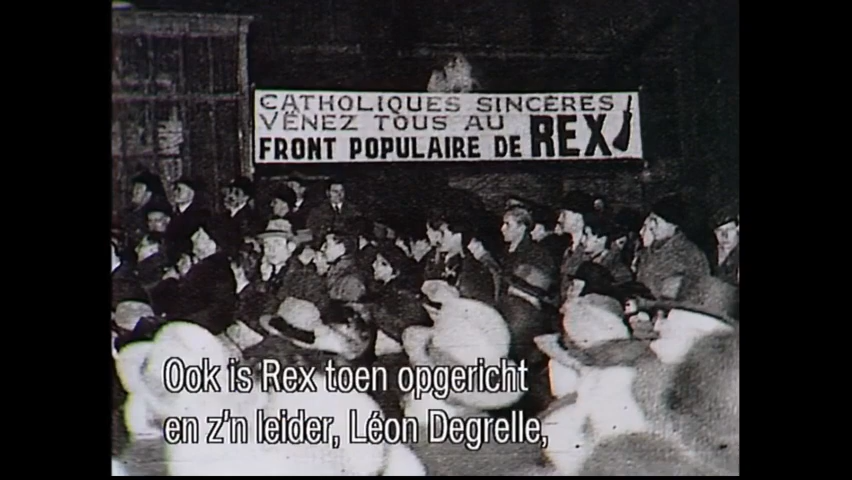 CATHOLIQUES SINCÈRES
VENEZ TOUS AU
FRONT POPULAIRE DE REX
Ook is Rex toen opgericht
en z'n leider, Léon Degrelle,